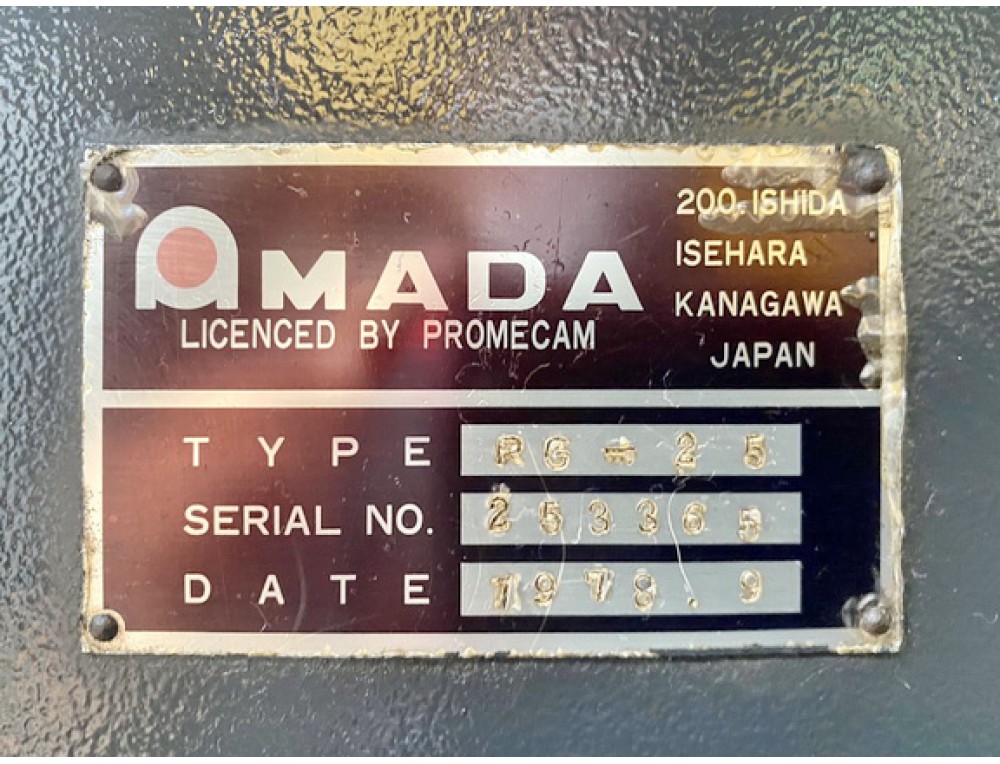 AMADA
LICENCED BY PROMECAM
200. ISHIDA
ISEHARA
KANAGAWA
JAPAN
TYPE RG-25
SERIAL NO. 253365
DATE 1978.9